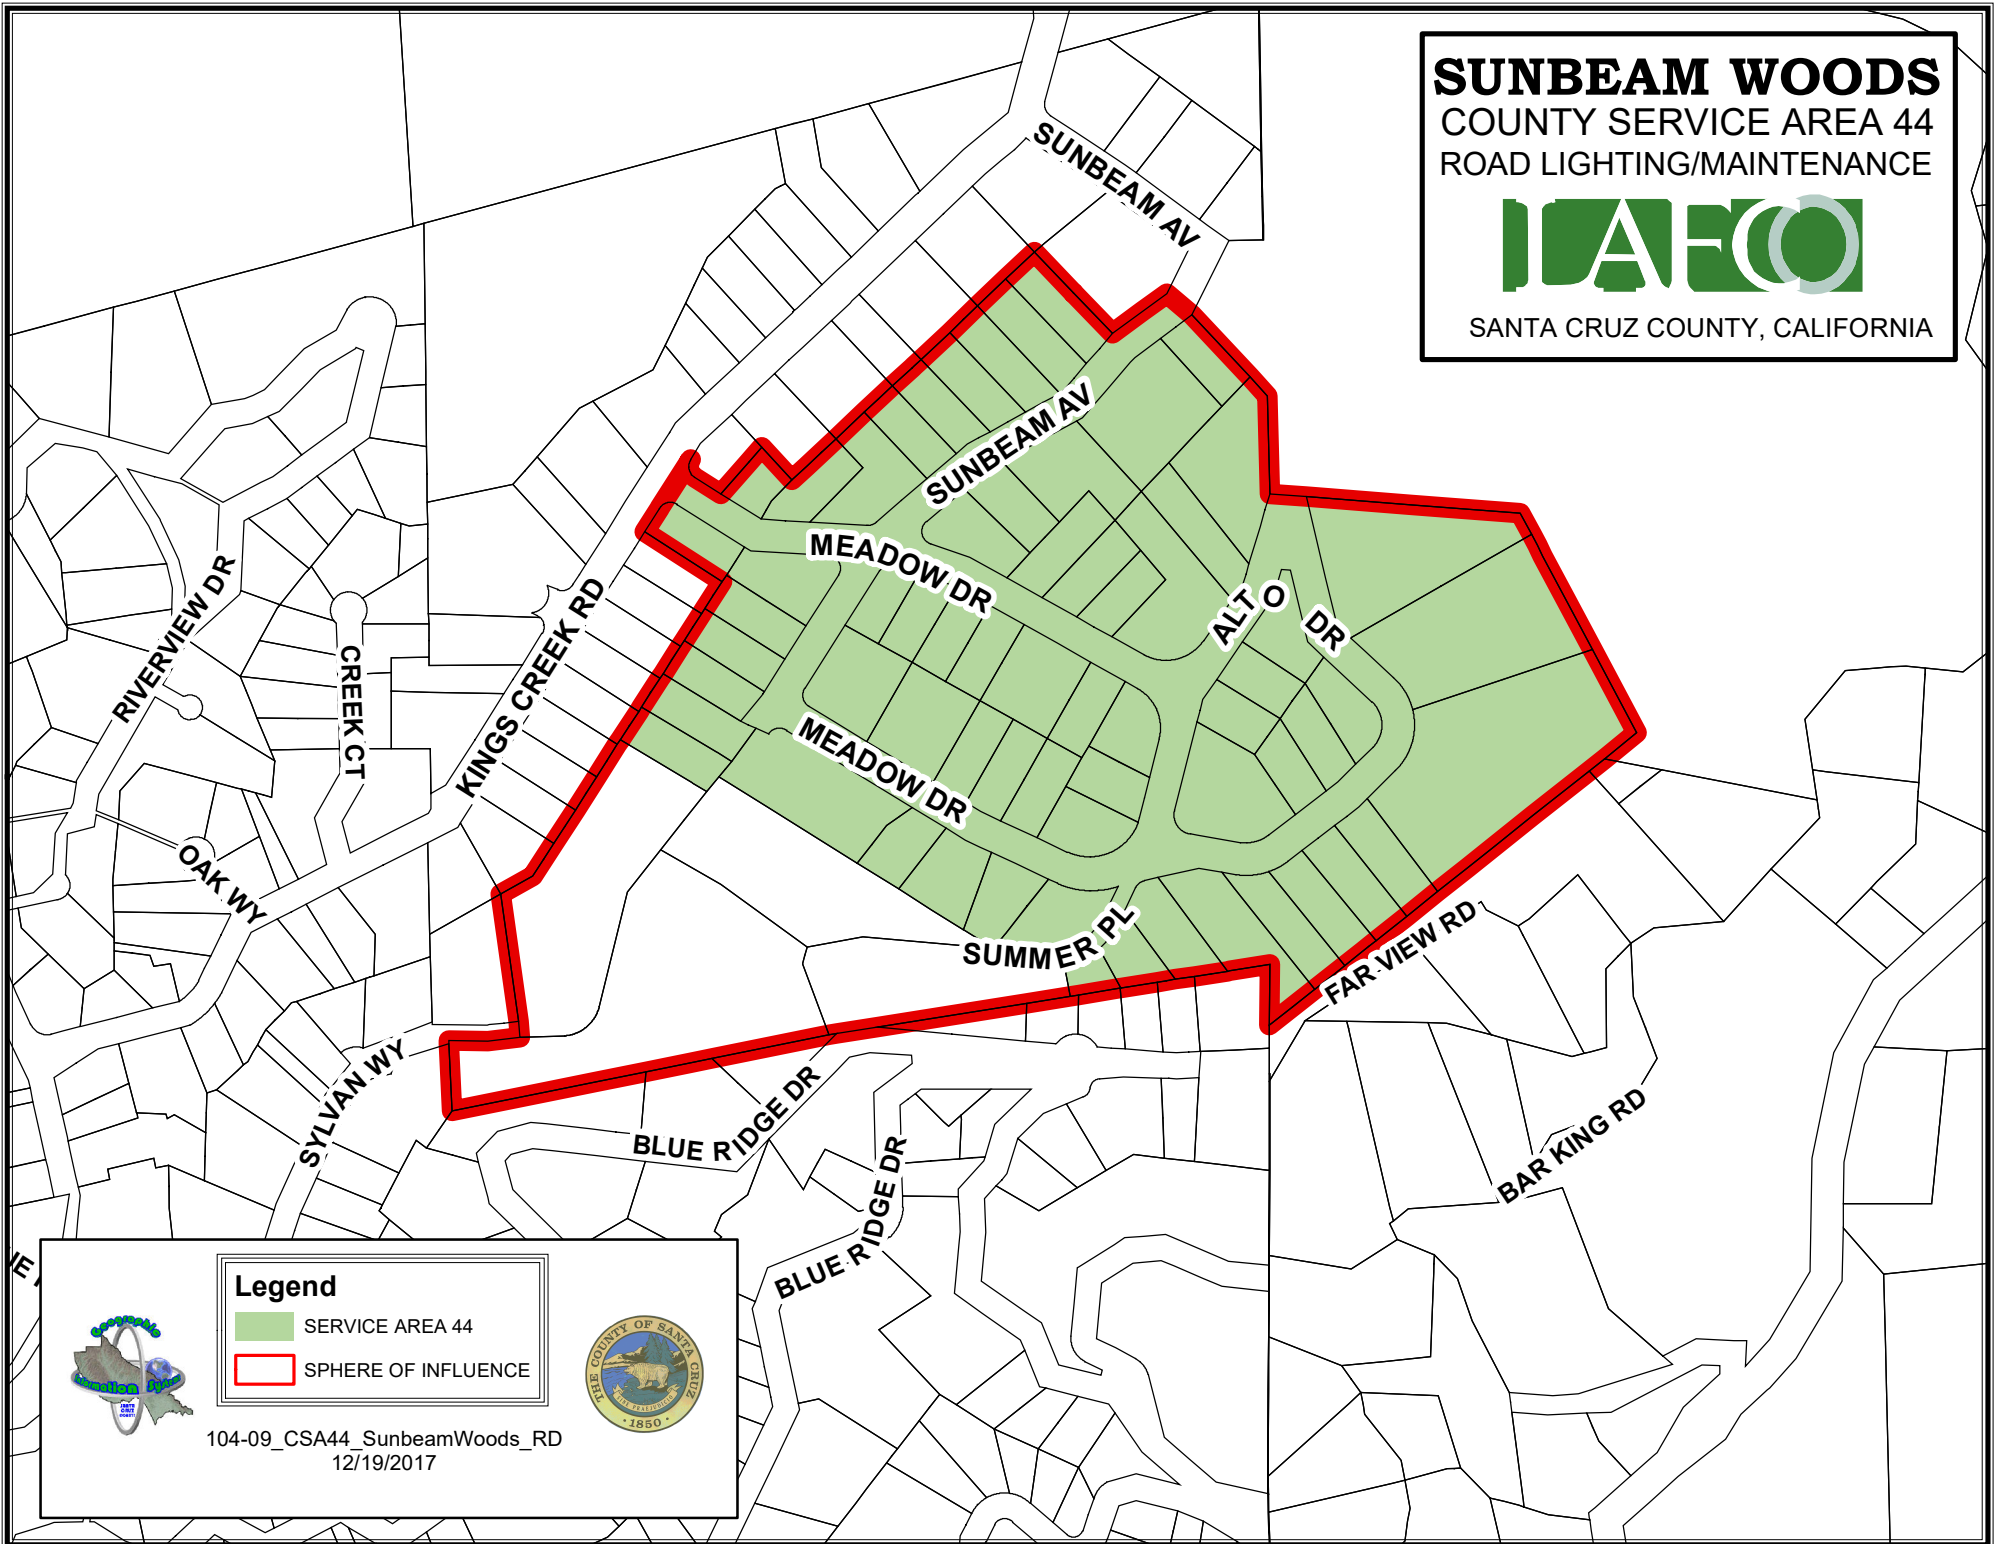 SUNBEAM WOODS
COUNTY SERVICE AREA 44
ROAD LIGHTING/MAINTENANCE
LAFCO
SANTA CRUZ COUNTY, CALIFORNIA
SUNBEAM AV
SUNBEAM AV
MEADOW DR
ALTO DR
RIVERVIEW DR
CREEK CT
KINGS CREEK RD
MEADOW DR
OAK WY
SUMMER PL
FAR VIEW RD
SYLVAN WY
BLUE RIDGE DR
BLUE RIDGE DR
BAR KING RD
Legend
SERVICE AREA 44
SPHERE OF INFLUENCE
Geographic
Information System
THE COUNTY OF SANTA CRUZ
1850
104-09_CSA44_SunbeamWoods_RD
12/19/2017